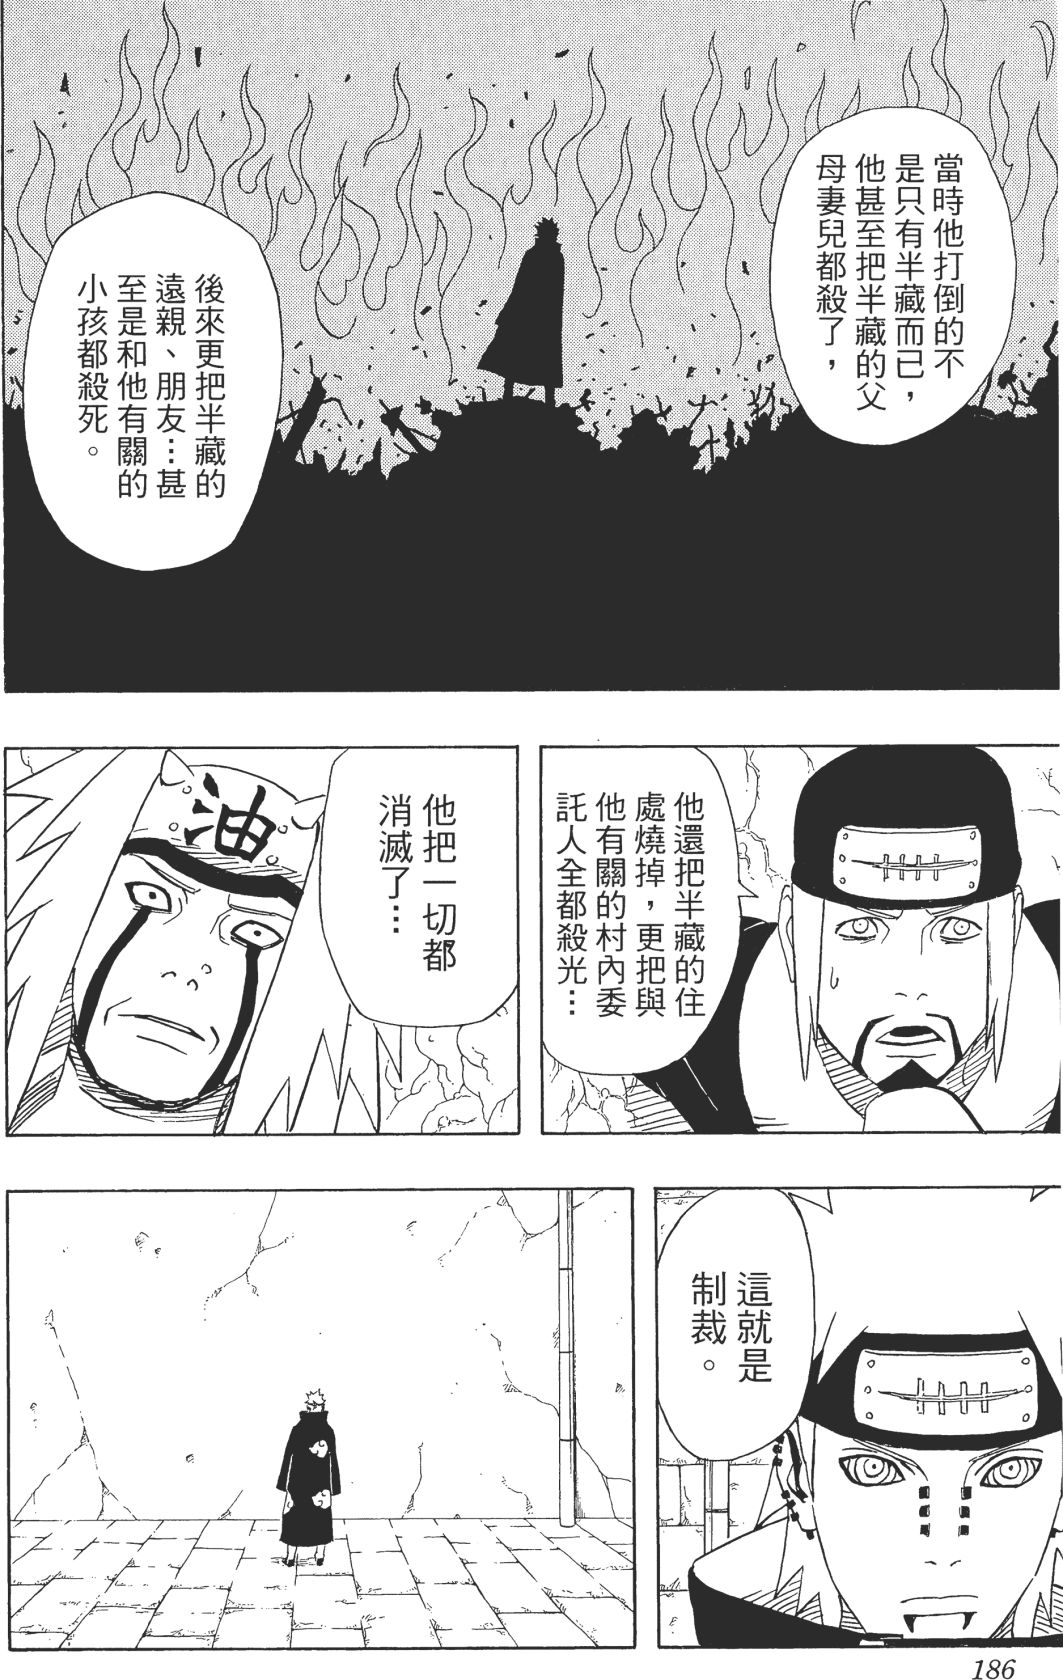 當時他打倒的不
是只有半藏而已，
他甚至把半藏的父
母妻兒都殺了，
後來更把半藏的
遠親、朋友…甚
至是和他有關的
小孩都殺死。
他還把半藏的住
處燒掉，更把與
他有關的村內委
託人全都殺光…
他把一切都
消滅了…
油
這就是
制裁。
186